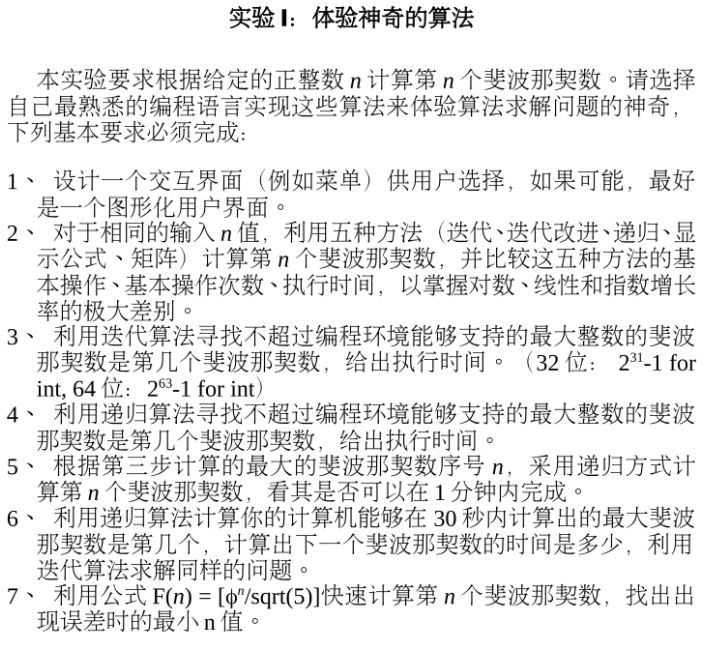 实验 I：体验神奇的算法
本实验要求根据给定的正整数 n 计算第 n 个斐波那契数。请选择
自己最熟悉的编程语言实现这些算法来体验算法求解问题的神奇，
下列基本要求必须完成：
1、 设计一个交互界面（例如菜单）供用户选择，如果可能，最好
是一个图形化用户界面。
2、 对于相同的输入 n 值，利用五种方法（迭代、迭代改进、递归、显
示公式、矩阵）计算第 n 个斐波那契数，并比较这五种方法的基
本操作、基本操作次数、执行时间，以掌握对数、线性和指数增长
率的极大差别。
3、 利用迭代算法寻找不超过编程环境能够支持的最大整数的斐波
那契数是第几个斐波那契数，给出执行时间。（32 位： 2³¹-1 for
int, 64 位：2⁶³-1 for int）
4、 利用递归算法寻找不超过编程环境能够支持的最大整数的斐波
那契数是第几个斐波那契数，给出执行时间。
5、 根据第三步计算的最大的斐波那契数序号 n，采用递归方式计
算第 n 个斐波那契数，看其是否可以在 1 分钟内完成。
6、 利用递归算法计算你的计算机能够在 30 秒内计算出的最大斐波
那契数是第几个，计算出下一个斐波那契数的时间是多少，利用
迭代算法求解同样的问题。
7、 利用公式 F(n) = [ϕⁿ/sqrt(5)]快速计算第 n 个斐波那契数，找出出
现误差时的最小 n 值。